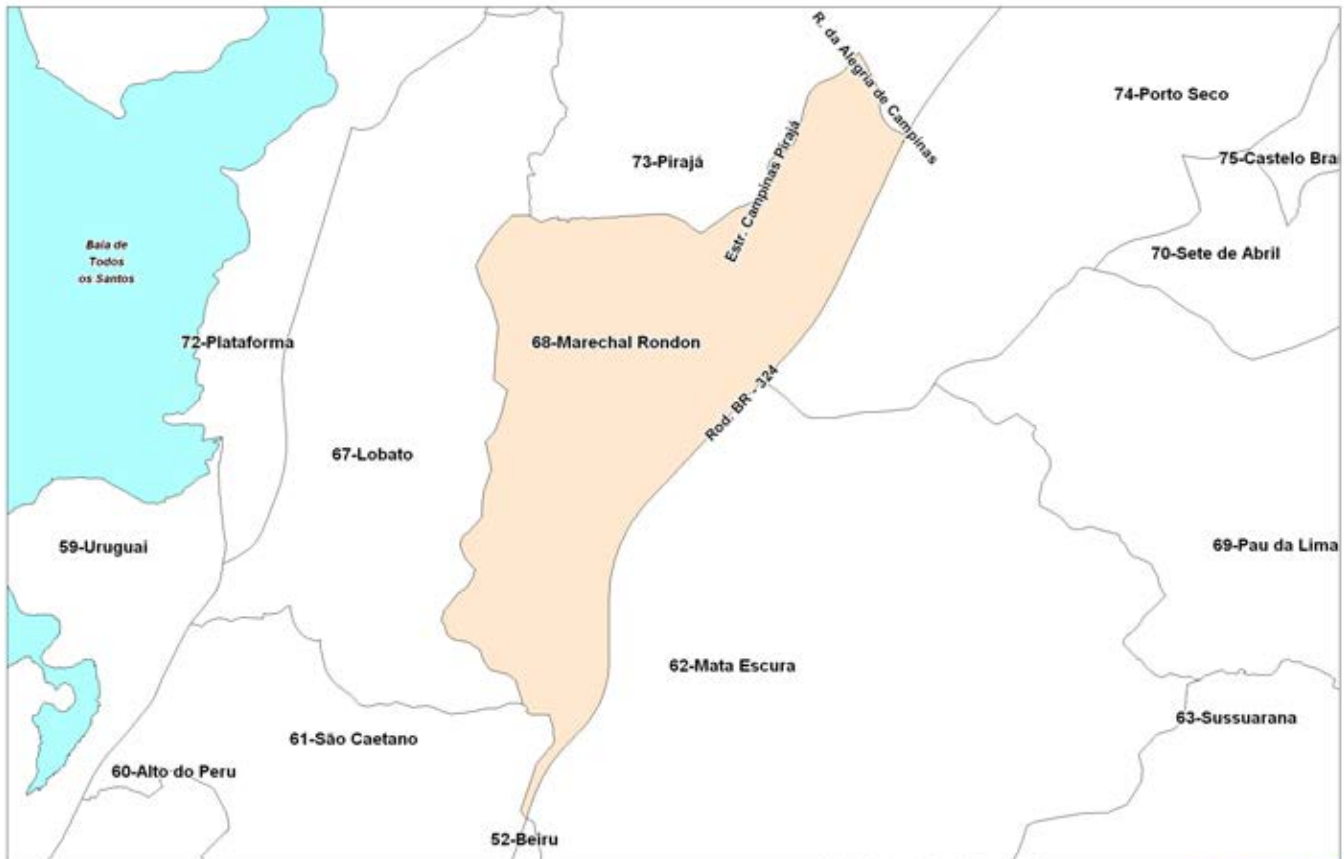 R. da Alegria de Campinas
74-Porto Seco
73-Pirajá
75-Castelo Bra
Estr. Campinas Pirajá
Baía de
Todos
os Santos
70-Sete de Abril
72-Plataforma
68-Marechal Rondon
Rod. BR - 324
67-Lobato
59-Uruguai
69-Pau da Lima
62-Mata Escura
63-Sussuarana
61-São Caetano
60-Alto do Peru
52-Beiru